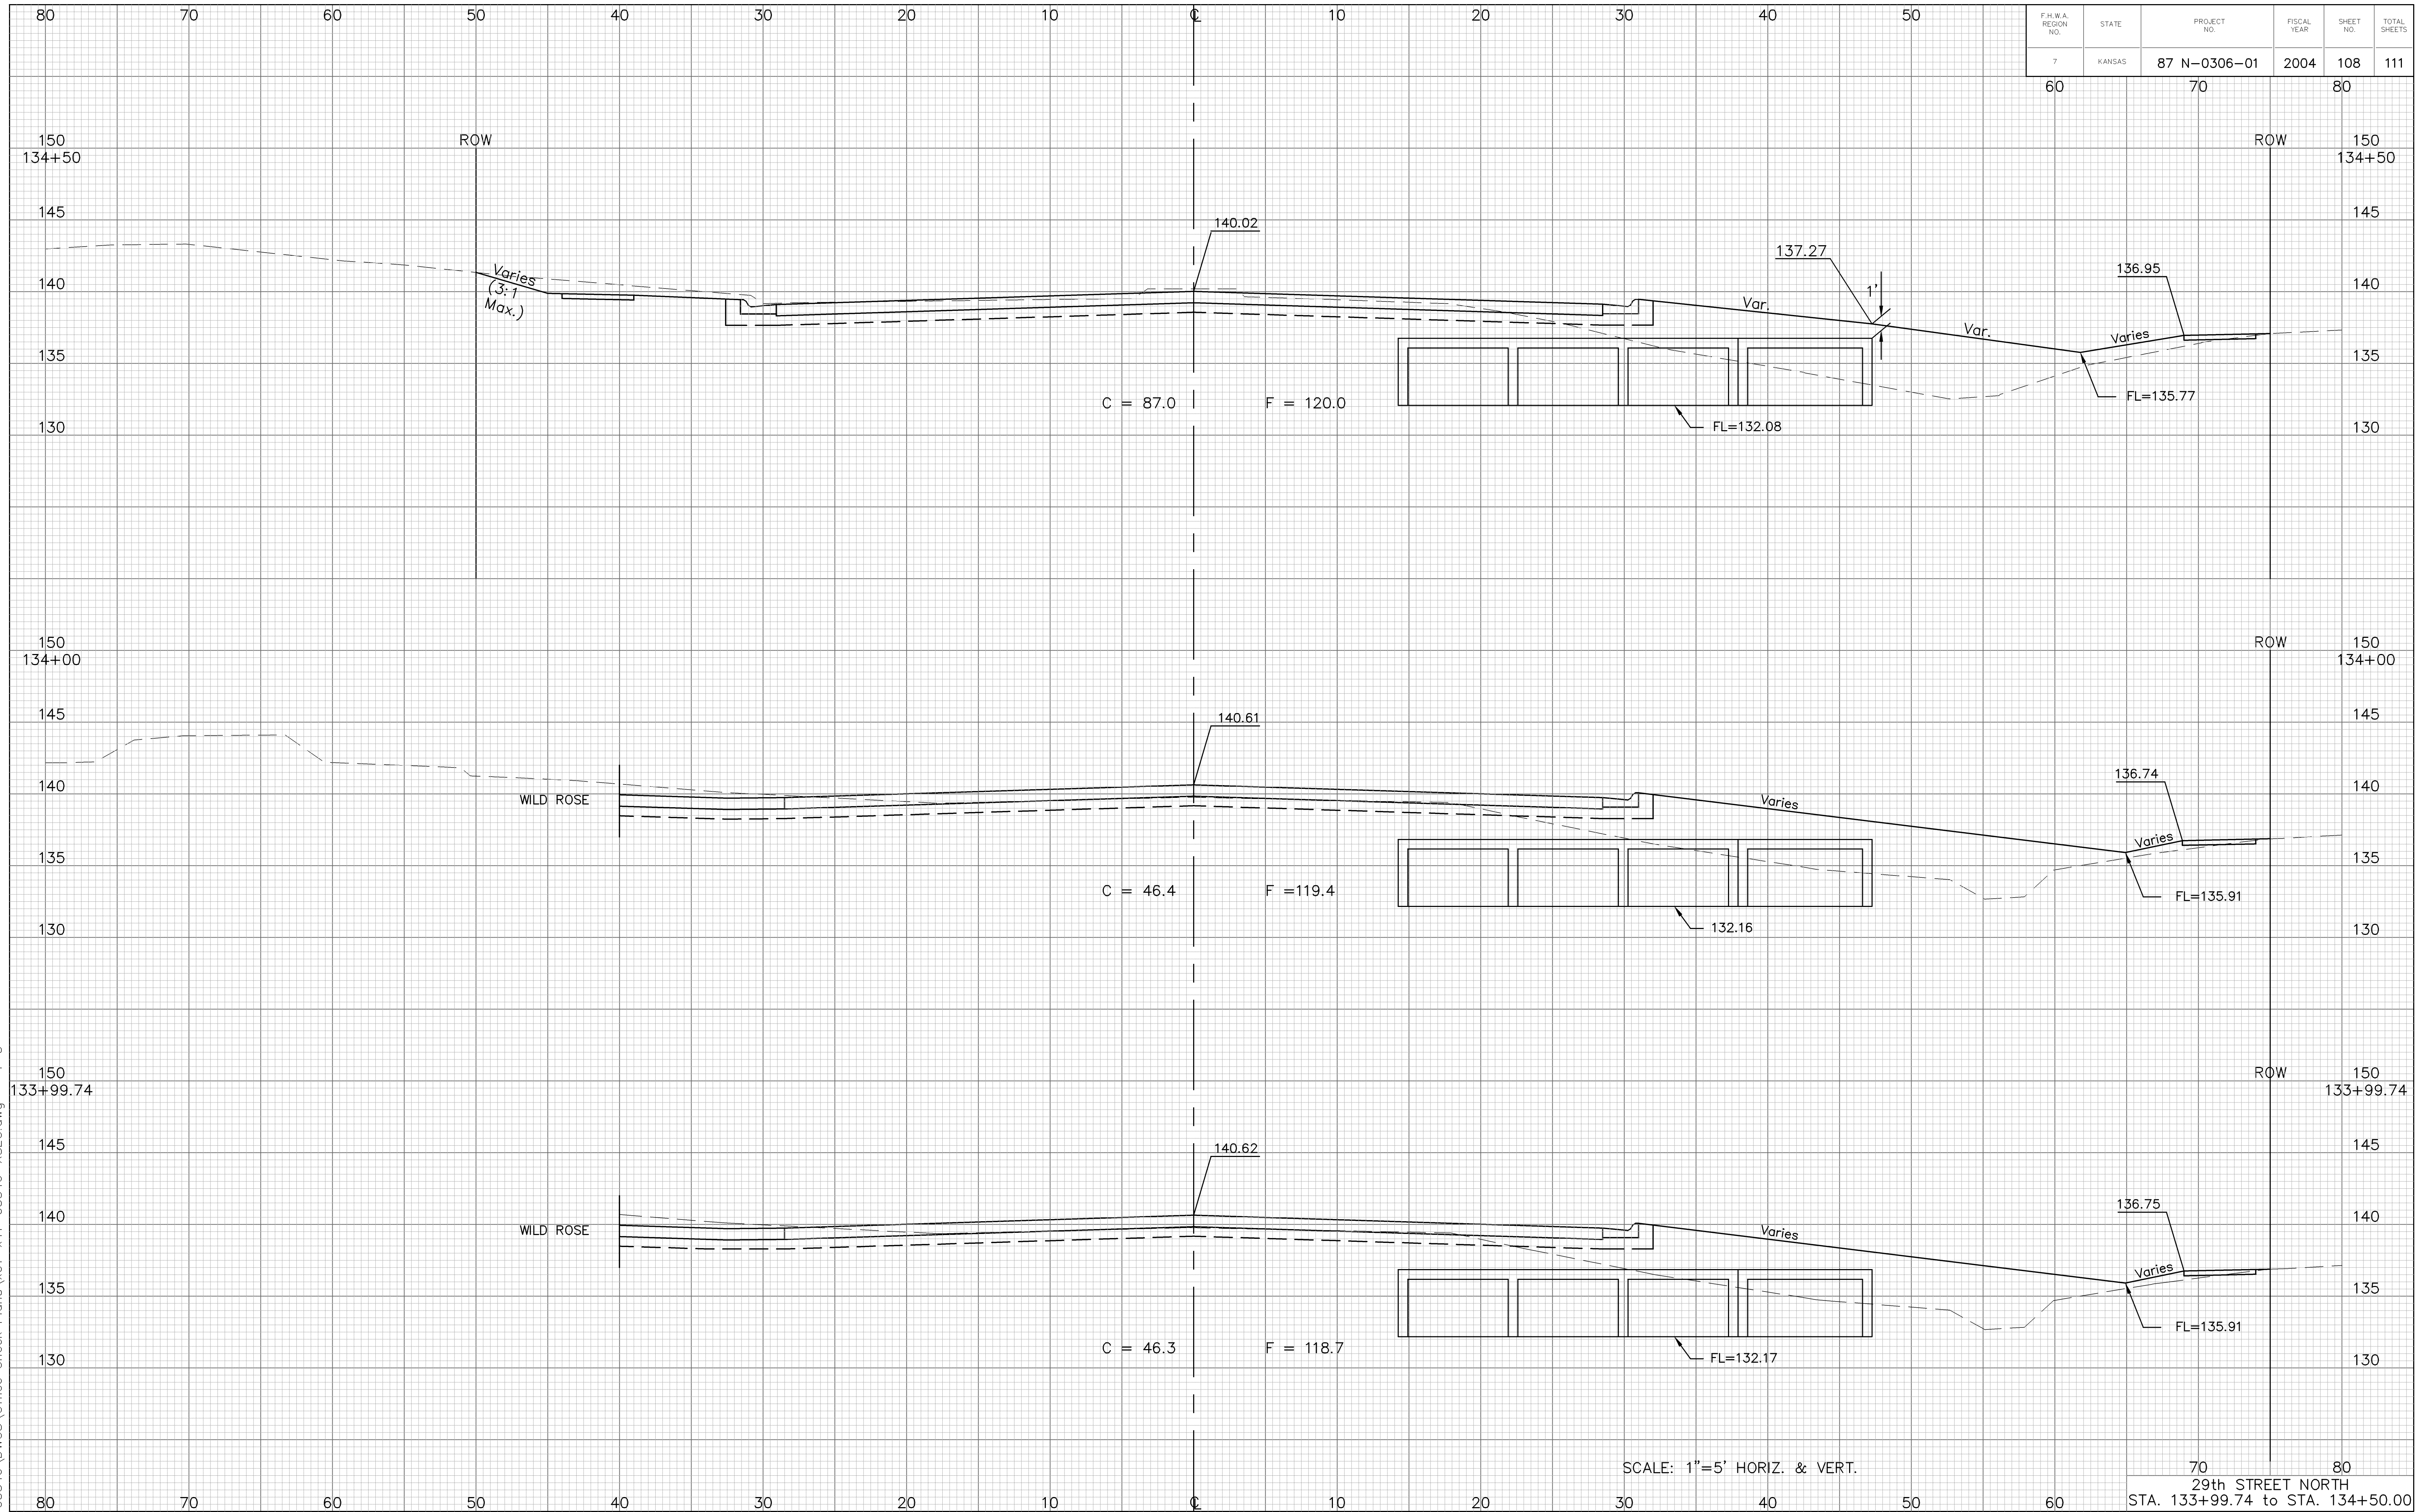 80 70 60 50 40 30 20 10 ℄ 10 20 30 40 50
F.H.W.A. REGION NO. STATE PROJECT NO. FISCAL YEAR SHEET NO. TOTAL SHEETS
7 KANSAS 87 N-0306-01 2004 108 111
60 70 80
150 ROW ROW 150
134+50 134+50
145 145
140.02
137.27
136.95
Varies
(3:1
Max.)
140 1' 140
Var.
Var.
Varies
135 135
FL=135.77
C = 87.0 F = 120.0
FL=132.08
130 130
150 ROW 150
134+00 134+00
145 145
140.61
136.74
140 140
WILD ROSE Varies
Varies
135 135
C = 46.4 F =119.4
FL=135.91
132.16
130 130
150 ROW 150
133+99.74 133+99.74
145 145
140.62
136.75
140 140
WILD ROSE Varies
Varies
135 135
FL=135.91
C = 46.3 F = 118.7
FL=132.17
130 130
SCALE: 1"=5' HORIZ. & VERT.
70 80
29th STREET NORTH
STA. 133+99.74 to STA. 134+50.00
80 70 60 50 40 30 20 10 ℄ 10 20 30 40 50 60